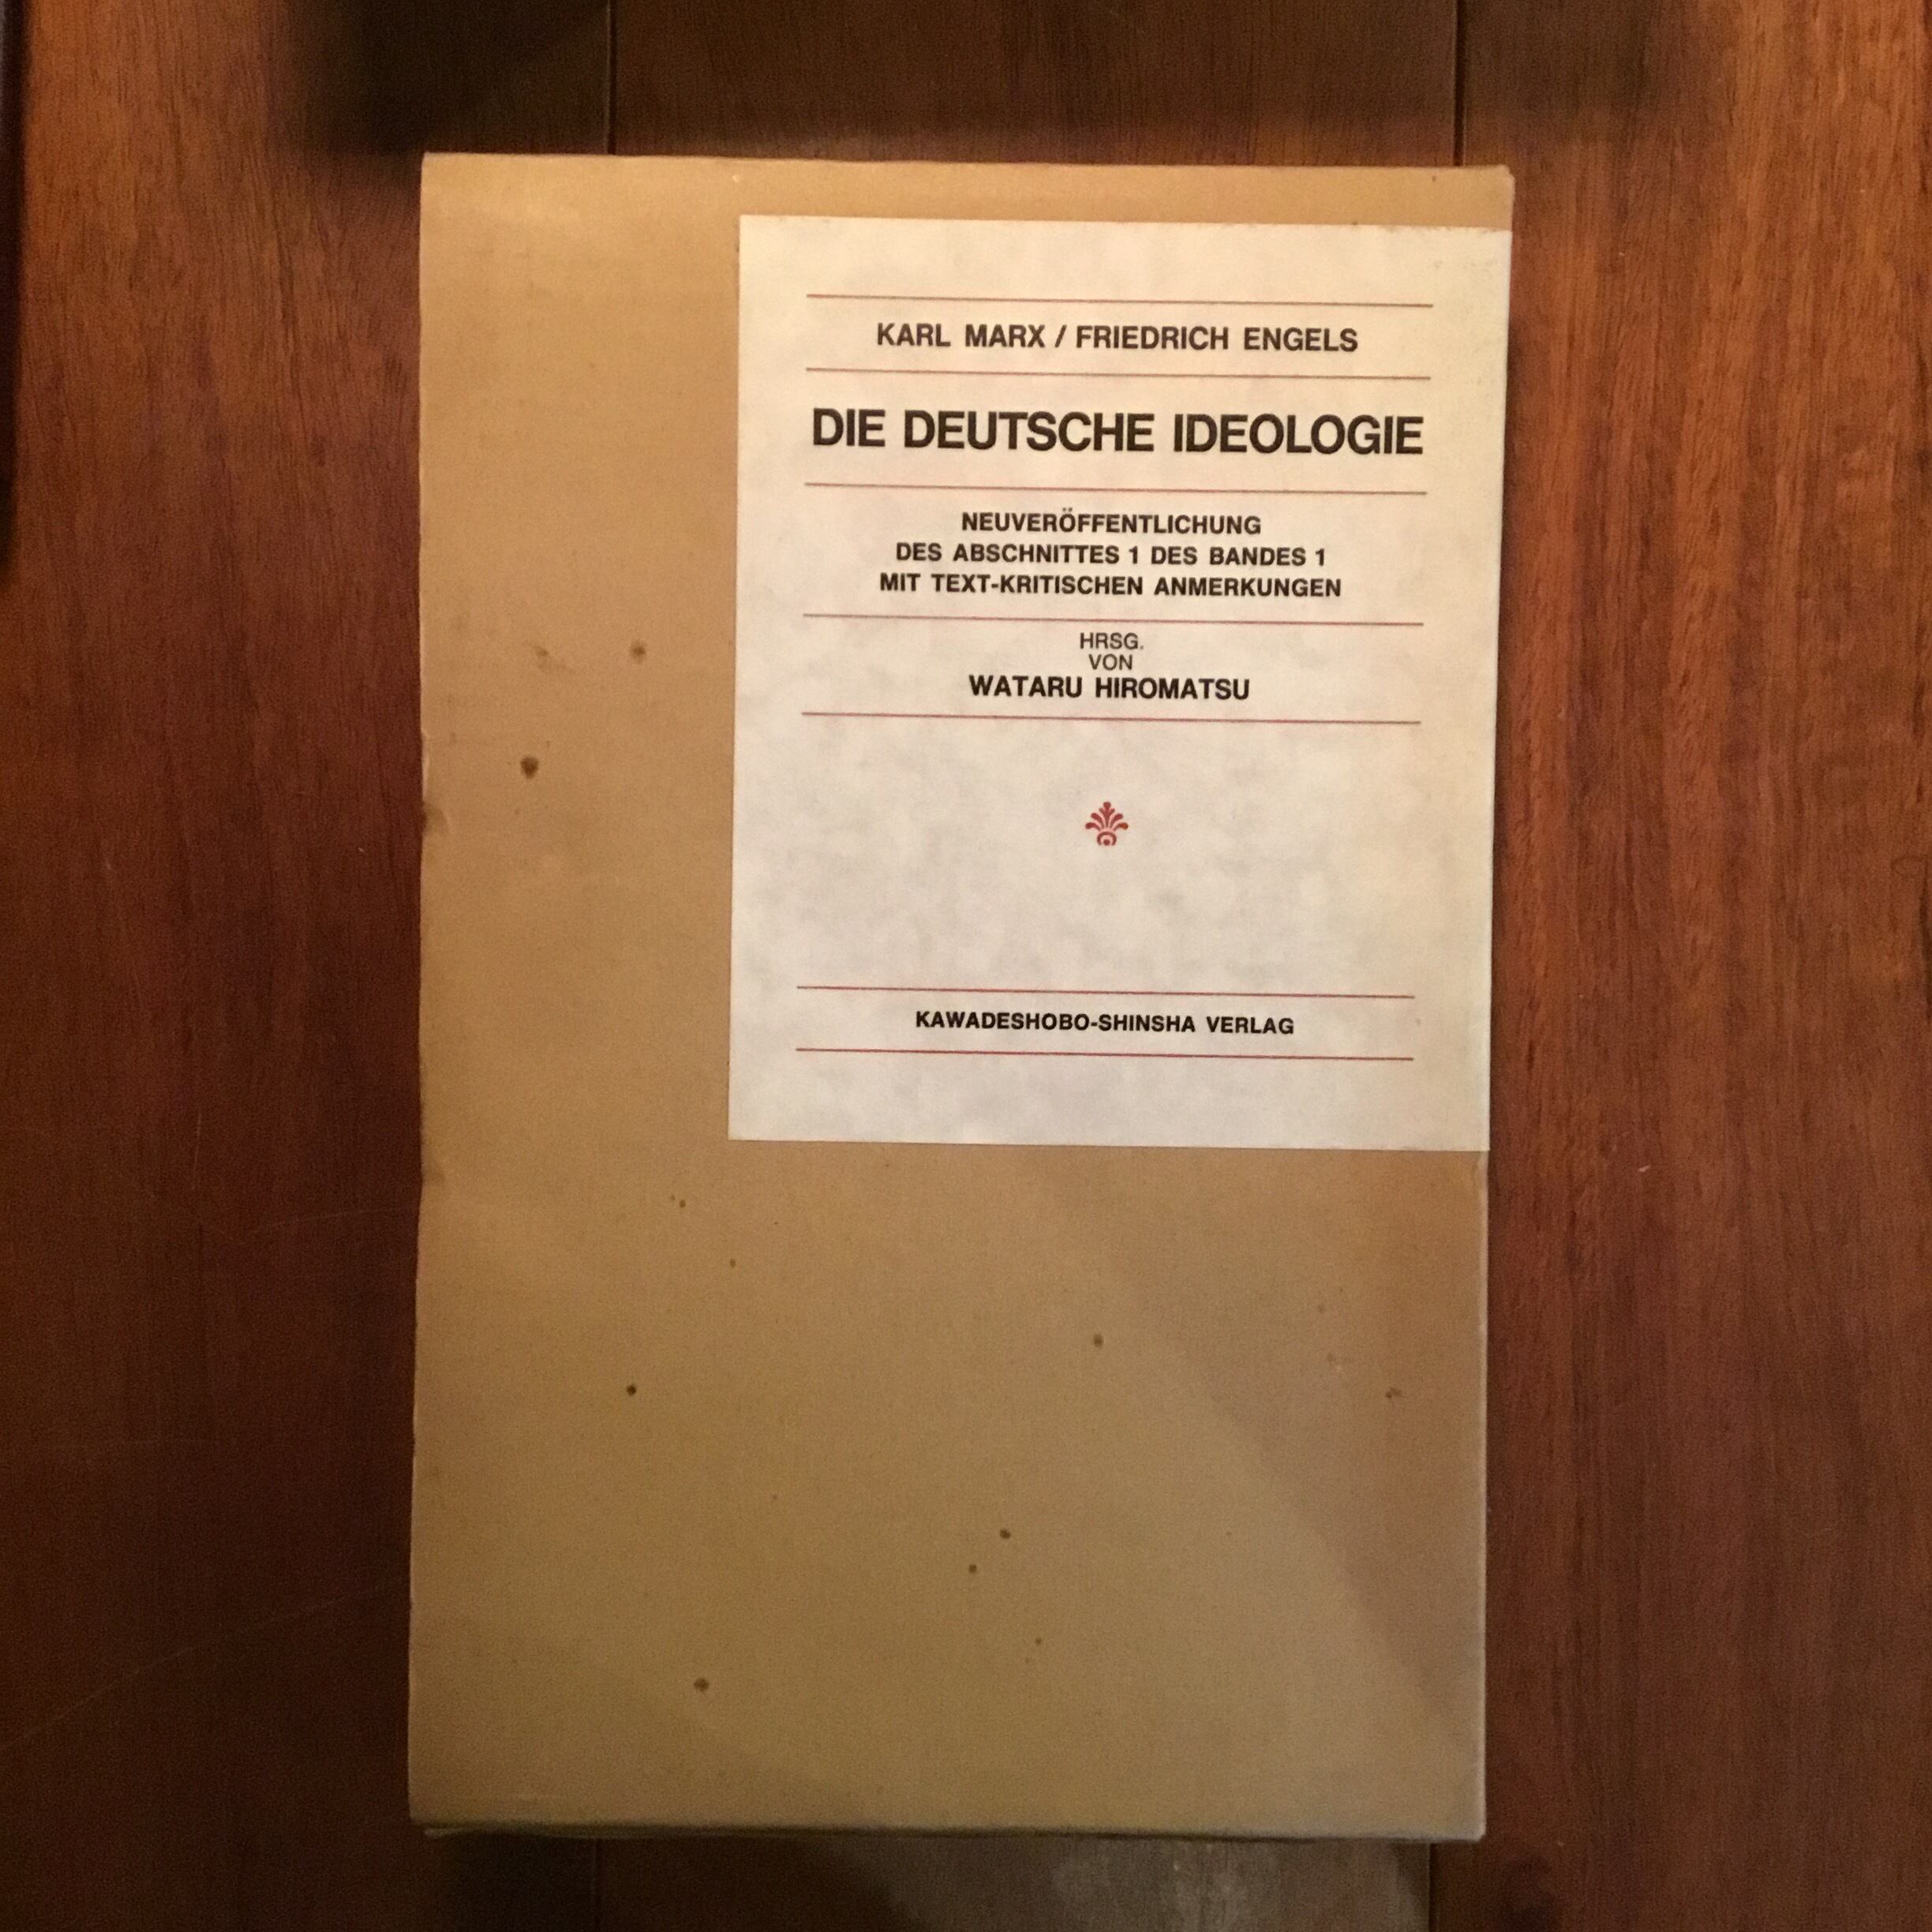 KARL MARX / FRIEDRICH ENGELS
DIE DEUTSCHE IDEOLOGIE
NEUVERÖFFENTLICHUNG
DES ABSCHNITTES 1 DES BANDES 1
MIT TEXT-KRITISCHEN ANMERKUNGEN
HRSG.
VON
WATARU HIROMATSU
KAWADESHOBO-SHINSHA VERLAG